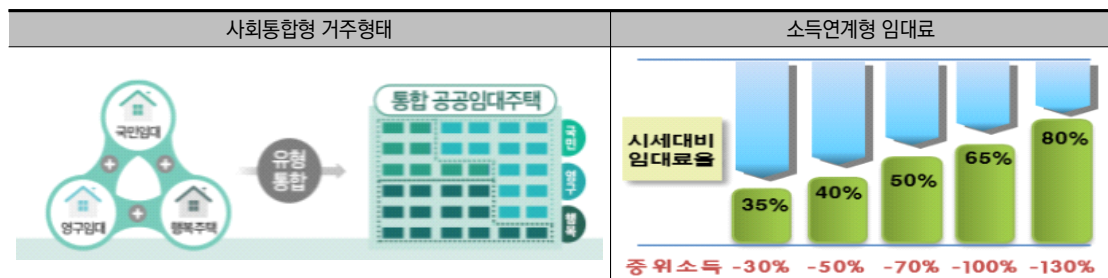 사회통합형 거주형태
소득연계형 임대료
국민임대
영구임대
행복주택
유형
통합
통합 공공임대주택
국민
영구
행복
시세대비
임대료율
35%
40%
50%
65%
80%
중위소득 -30% -50% -70% -100% -130%